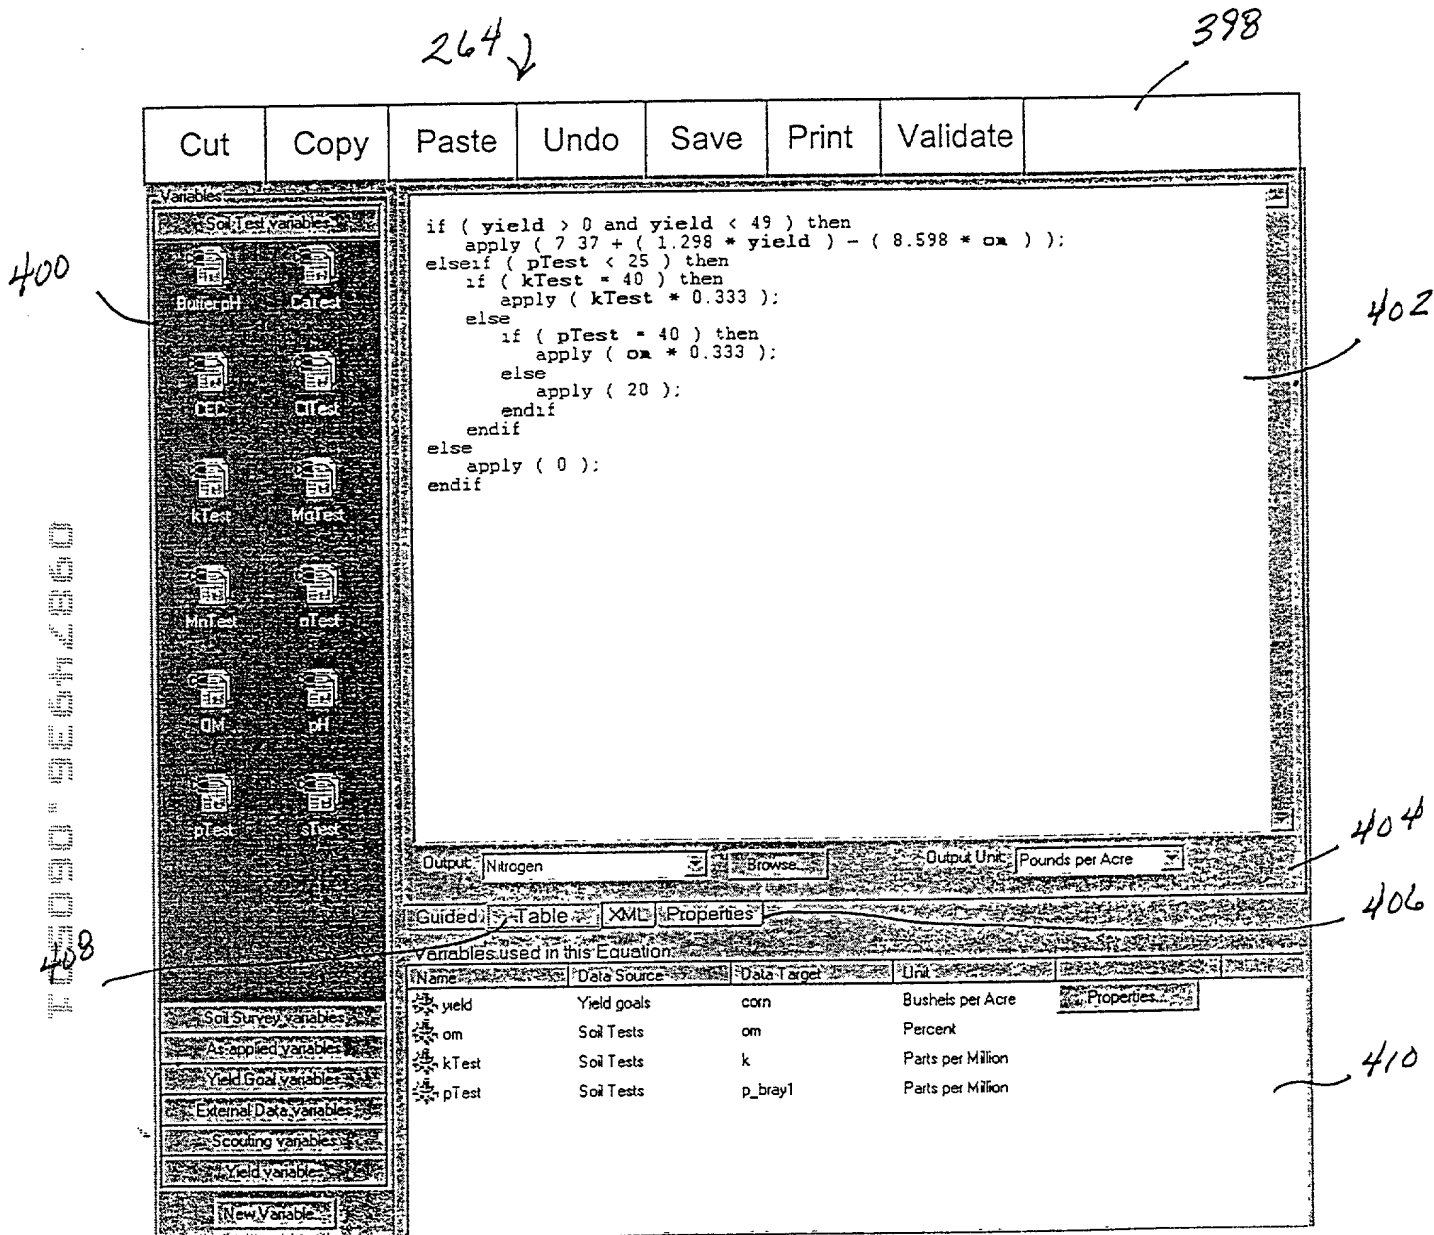 264
398
Cut Copy Paste Undo Save Print Validate
Variables
Soil Test variables
400
BufferpH CaTest
CEC ClTest
kTest MgTest
MnTest nTest
OM pH
pTest sTest
if ( yield > 0 and yield < 49 ) then
apply ( 7 37 + ( 1.298 * yield ) - ( 8.598 * om ) );
elseif ( pTest < 25 ) then
if ( kTest = 40 ) then
apply ( kTest * 0.333 );
else
if ( pTest = 40 ) then
apply ( om * 0.333 );
else
apply ( 20 );
endif
endif
else
apply ( 0 );
endif
402
Output: Nitrogen Browse... Output Unit: Pounds per Acre
404
Guided Table XML Properties
406
408
Variables used in this Equation:
Name Data Source Data Target Unit
yield Yield goals corn Bushels per Acre Properties...
om Soil Tests om Percent
kTest Soil Tests k Parts per Million
pTest Soil Tests p_bray1 Parts per Million
410
Soil Survey variables
As-applied variables
Yield Goal variables
External Data variables
Scouting variables
Yield variables
New Variable...